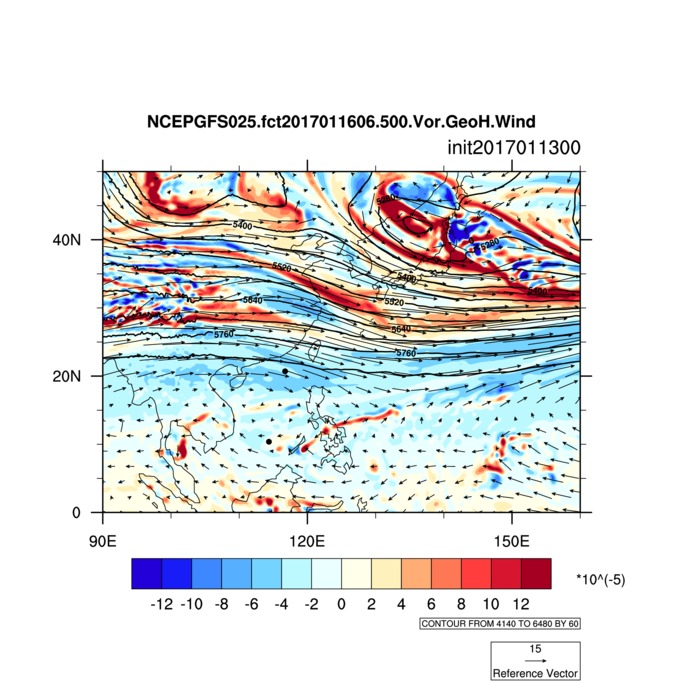 NCEPGFS025.fct2017011606.500.Vor.GeoH.Wind
init2017011300
5280
5400
5280
40N
5520
5400
5400
5640
5520
5640
5760
5760
20N
0
90E 120E 150E
-12 -10 -8 -6 -4 -2 0 2 4 6 8 10 12
*10^(-5)
CONTOUR FROM 4140 TO 6480 BY 60
15
Reference Vector